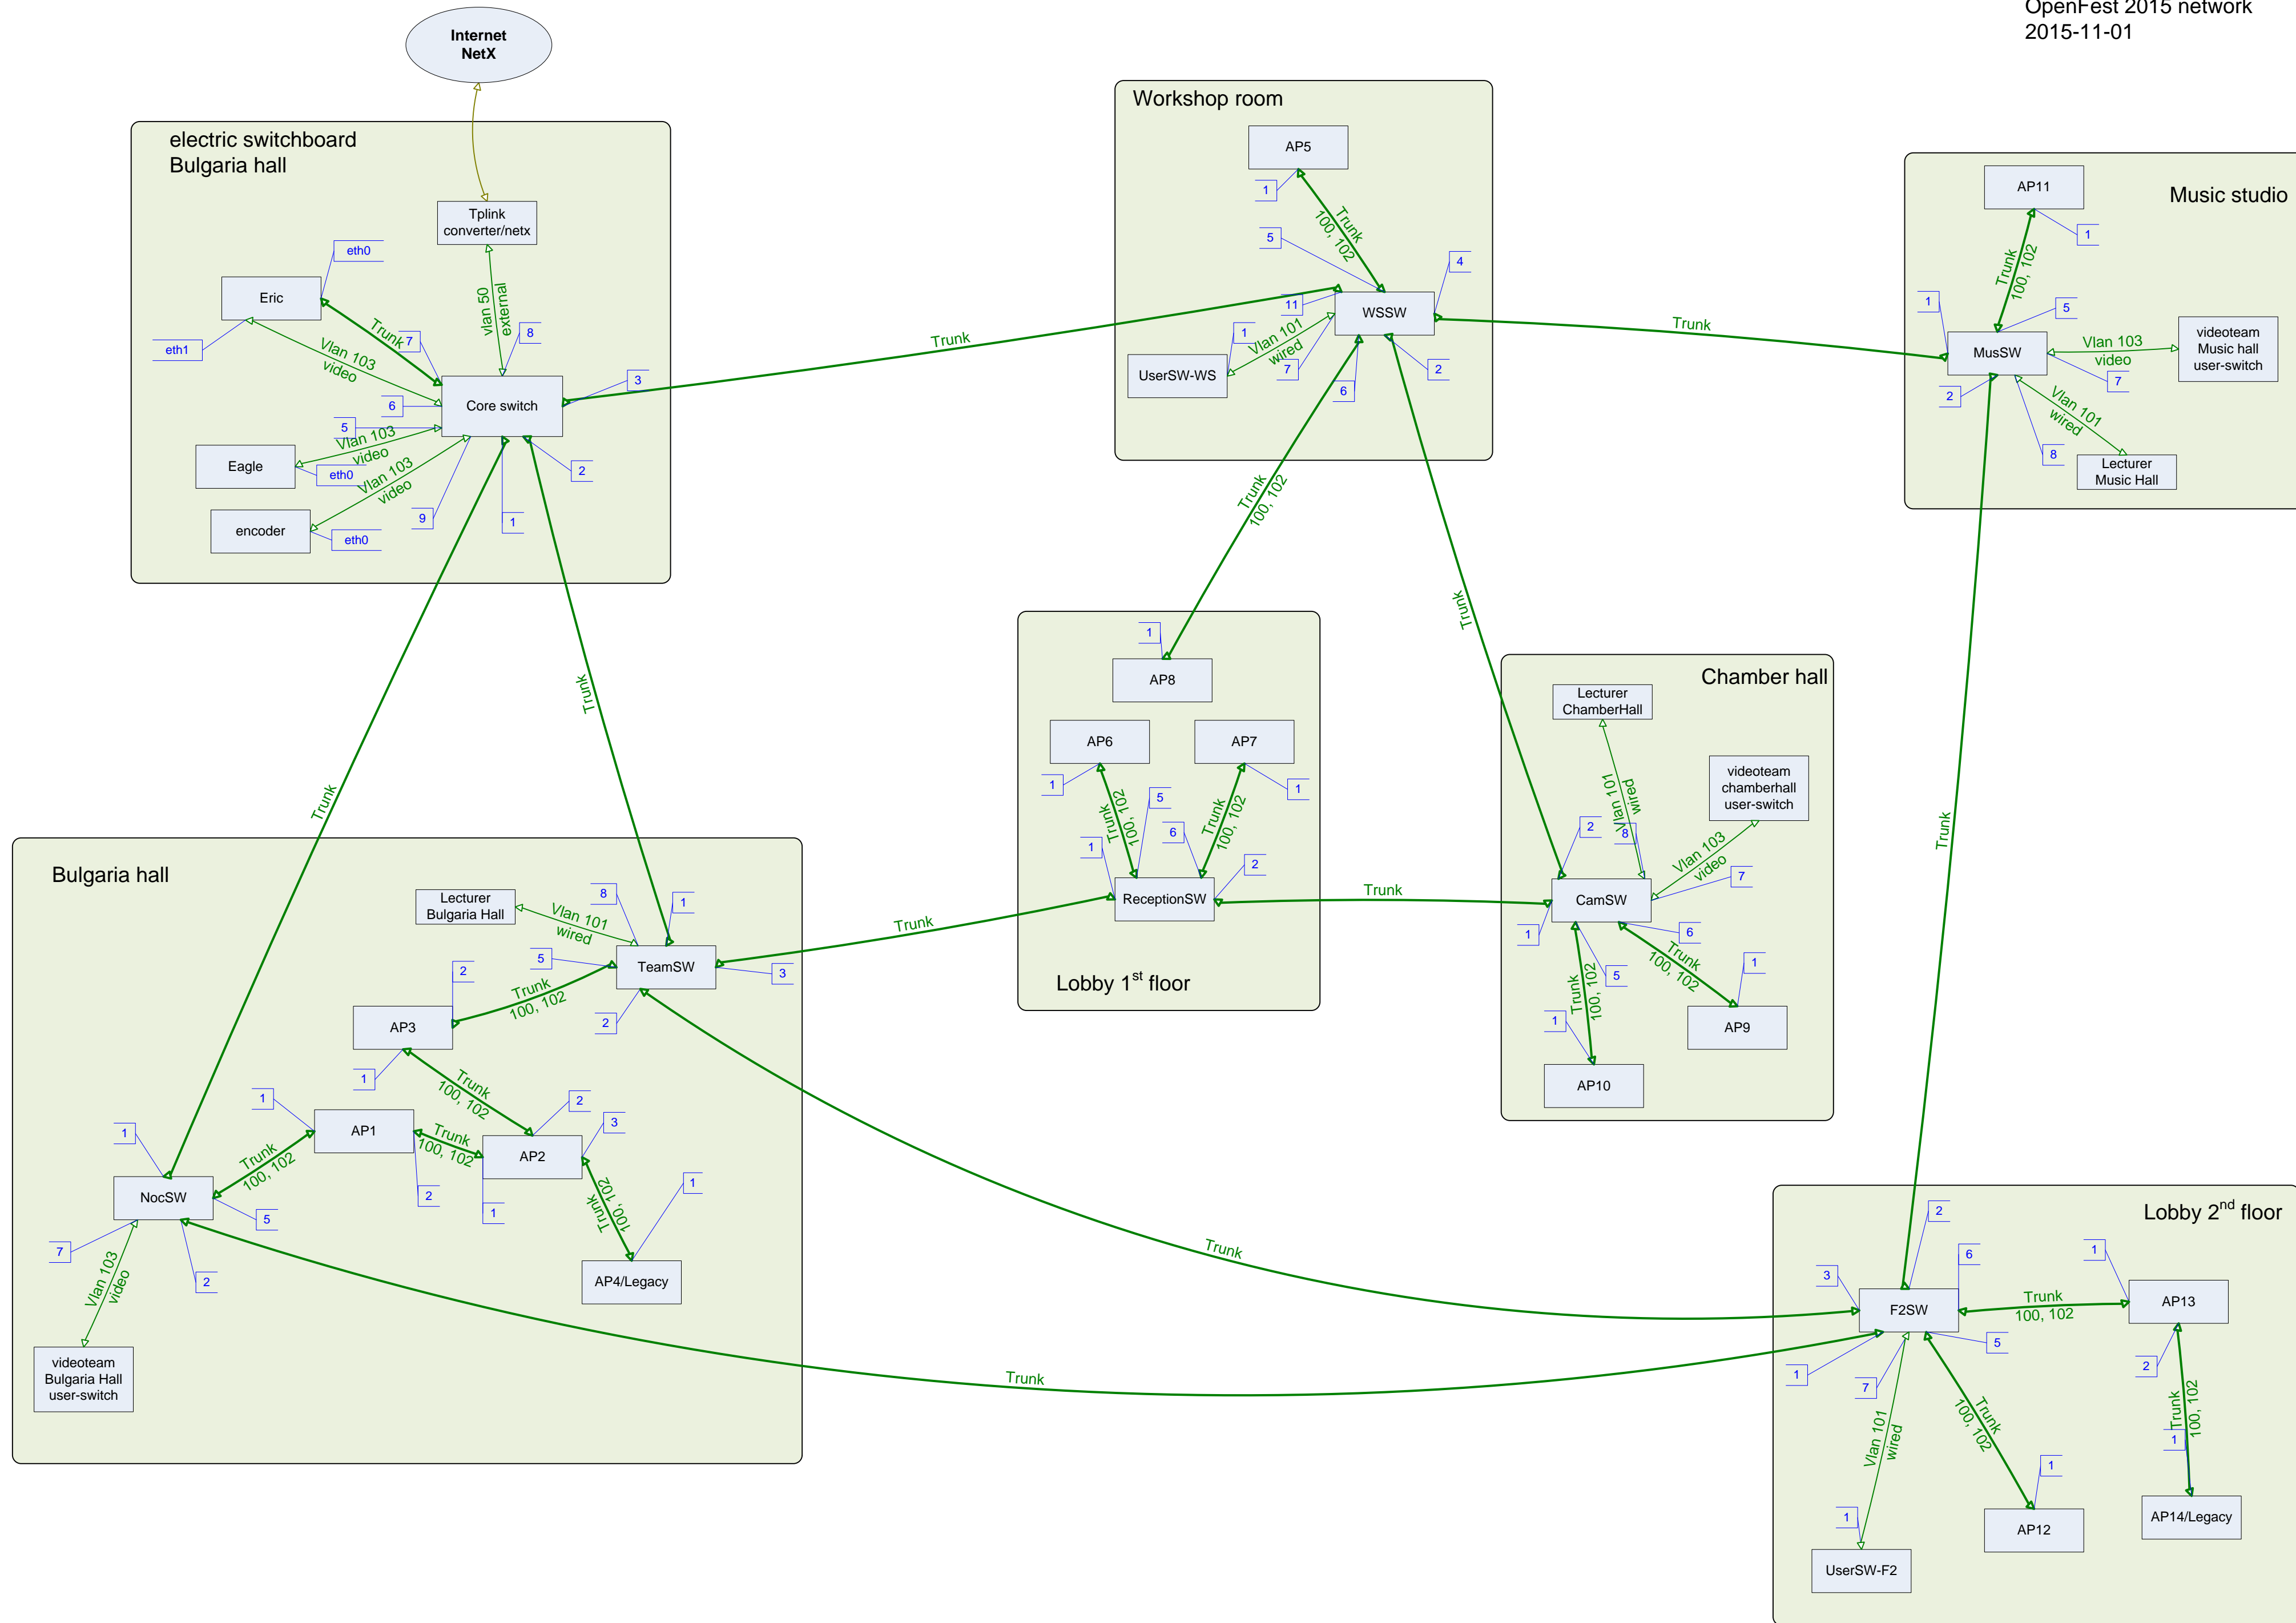 OpenFest 2015 network
2015-11-01
Internet
NetX
electric switchboard
Bulgaria hall
Tplink
converter/netx
eth0
Eric
eth1
vlan 50
external
Trunk
7
8
Vlan 103
video
3
6
Core switch
5
Vlan 103
video
Eagle
eth0
Vlan 103
video
2
9
1
encoder
eth0
Trunk
Trunk
Trunk
Workshop room
AP5
1
Trunk
100, 102
5
4
11
WSSW
1
Vlan 101
wired
UserSW-WS
7
6
2
Trunk
Trunk
100, 102
Trunk
Music studio
AP11
1
Trunk
100, 102
1
5
MusSW
Vlan 103
video
videoteam
Music hall
user-switch
7
2
Vlan 101
wired
8
Lecturer
Music Hall
Trunk
1
AP8
AP6
AP7
1
1
Trunk
100, 102
5
Trunk
100, 102
6
1
2
ReceptionSW
Lobby 1st floor
Trunk
Trunk
Chamber hall
Lecturer
ChamberHall
Vlan 101
wired
videoteam
chamberhall
user-switch
2
8
Vlan 103
video
7
CamSW
1
6
5
Trunk
100, 102
Trunk
100, 102
1
AP9
1
AP10
Bulgaria hall
Lecturer
Bulgaria Hall
8
1
Vlan 101
wired
5
TeamSW
3
2
Trunk
100, 102
2
AP3
1
Trunk
100, 102
1
AP1
2
3
Trunk
100, 102
AP2
1
Trunk
100, 102
NocSW
2
1
1
5
Trunk
100, 102
7
2
Vlan 103
video
AP4/Legacy
videoteam
Bulgaria Hall
user-switch
Trunk
Trunk
Lobby 2nd floor
2
6
1
3
F2SW
Trunk
100, 102
AP13
5
1
7
2
Trunk
100, 102
Vlan 101
wired
Trunk
100, 102
1
1
1
AP12
AP14/Legacy
UserSW-F2